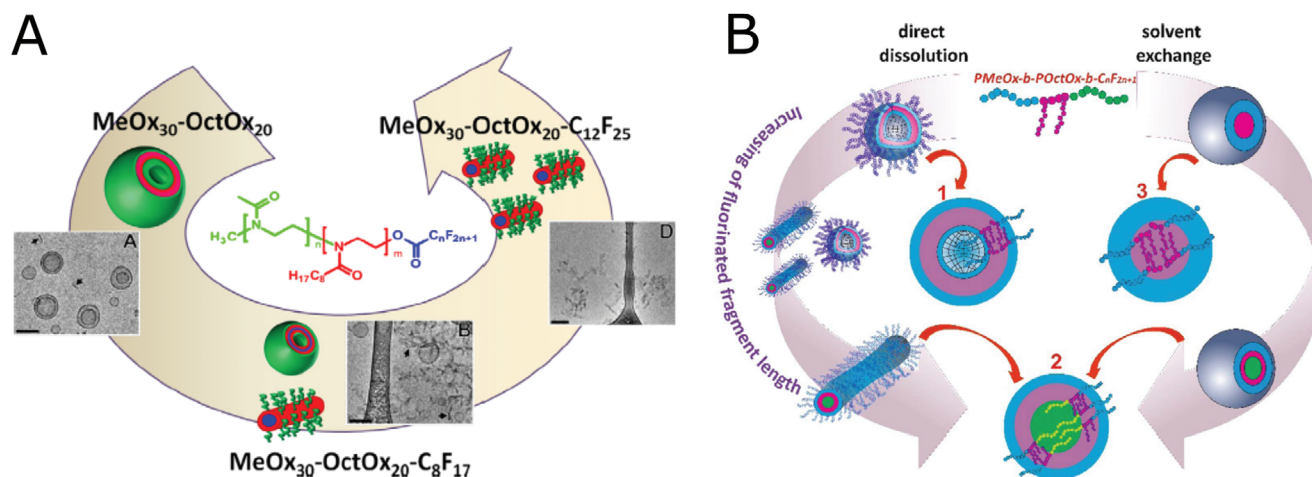 A
MeOx30-OctOx20
MeOx30-OctOx20-C12F25
O
N
H3C
n
N
m
O
CnF2n+1
O
H17C8
O
A
B
D
MeOx30-OctOx20-C8F17
B
direct
dissolution
solvent
exchange
PMeOx-b-POctOx-b-CnF2n+1
Increasing of fluorinated fragment length
1
3
2